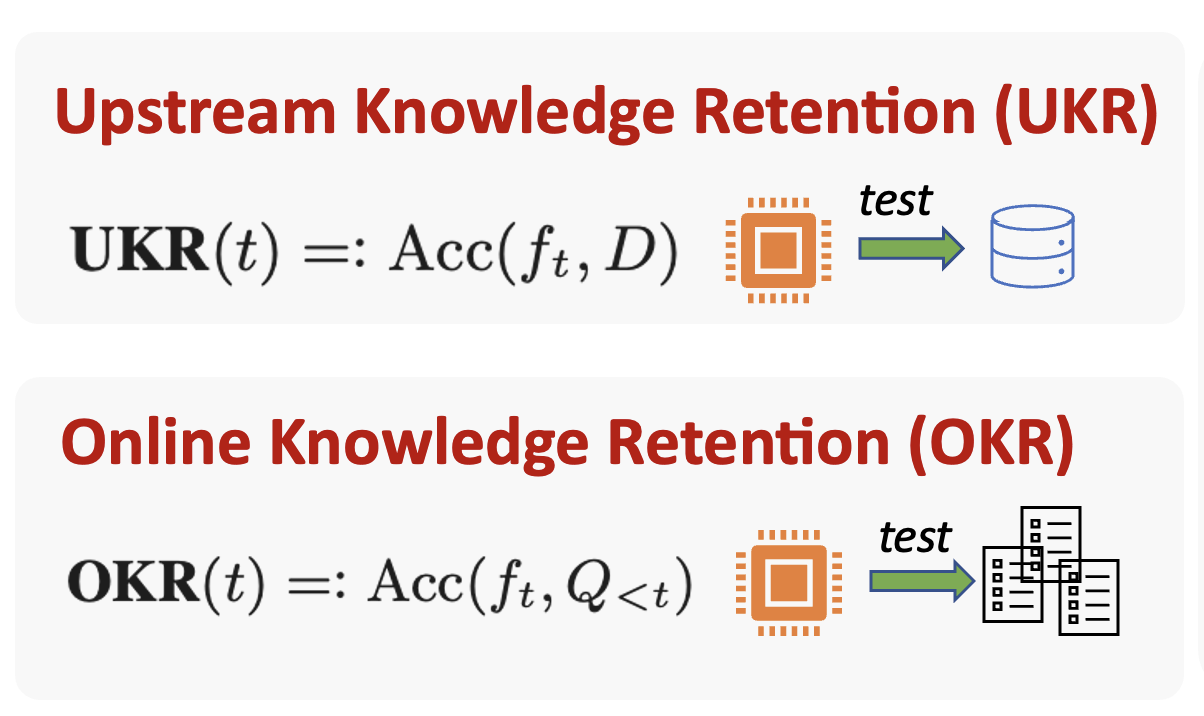 Upstream Knowledge Retention (UKR)
UKR(t) =: Acc(f_t, D)
test
Online Knowledge Retention (OKR)
OKR(t) =: Acc(f_t, Q_{<t})
test